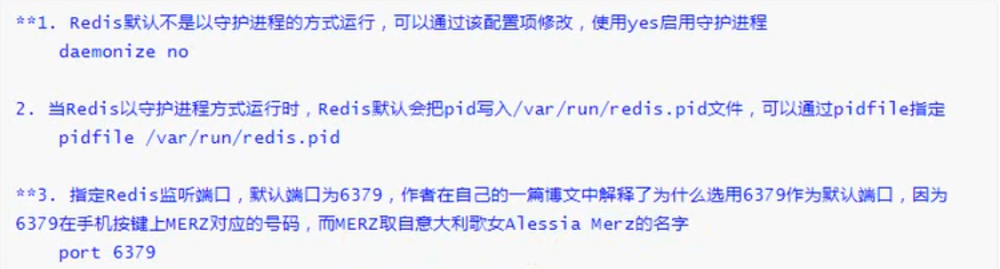 **1. Redis默认不是以守护进程的方式运行，可以通过该配置项修改，使用yes启用守护进程
daemonize no
2. 当Redis以守护进程方式运行时，Redis默认会把pid写入/var/run/redis.pid文件，可以通过pidfile指定
pidfile /var/run/redis.pid
**3. 指定Redis监听端口，默认端口为6379，作者在自己的一篇博文中解释了为什么选用6379作为默认端口，因为
6379在手机按键上MERZ对应的号码，而MERZ取自意大利歌女Alessia Merz的名字
port 6379